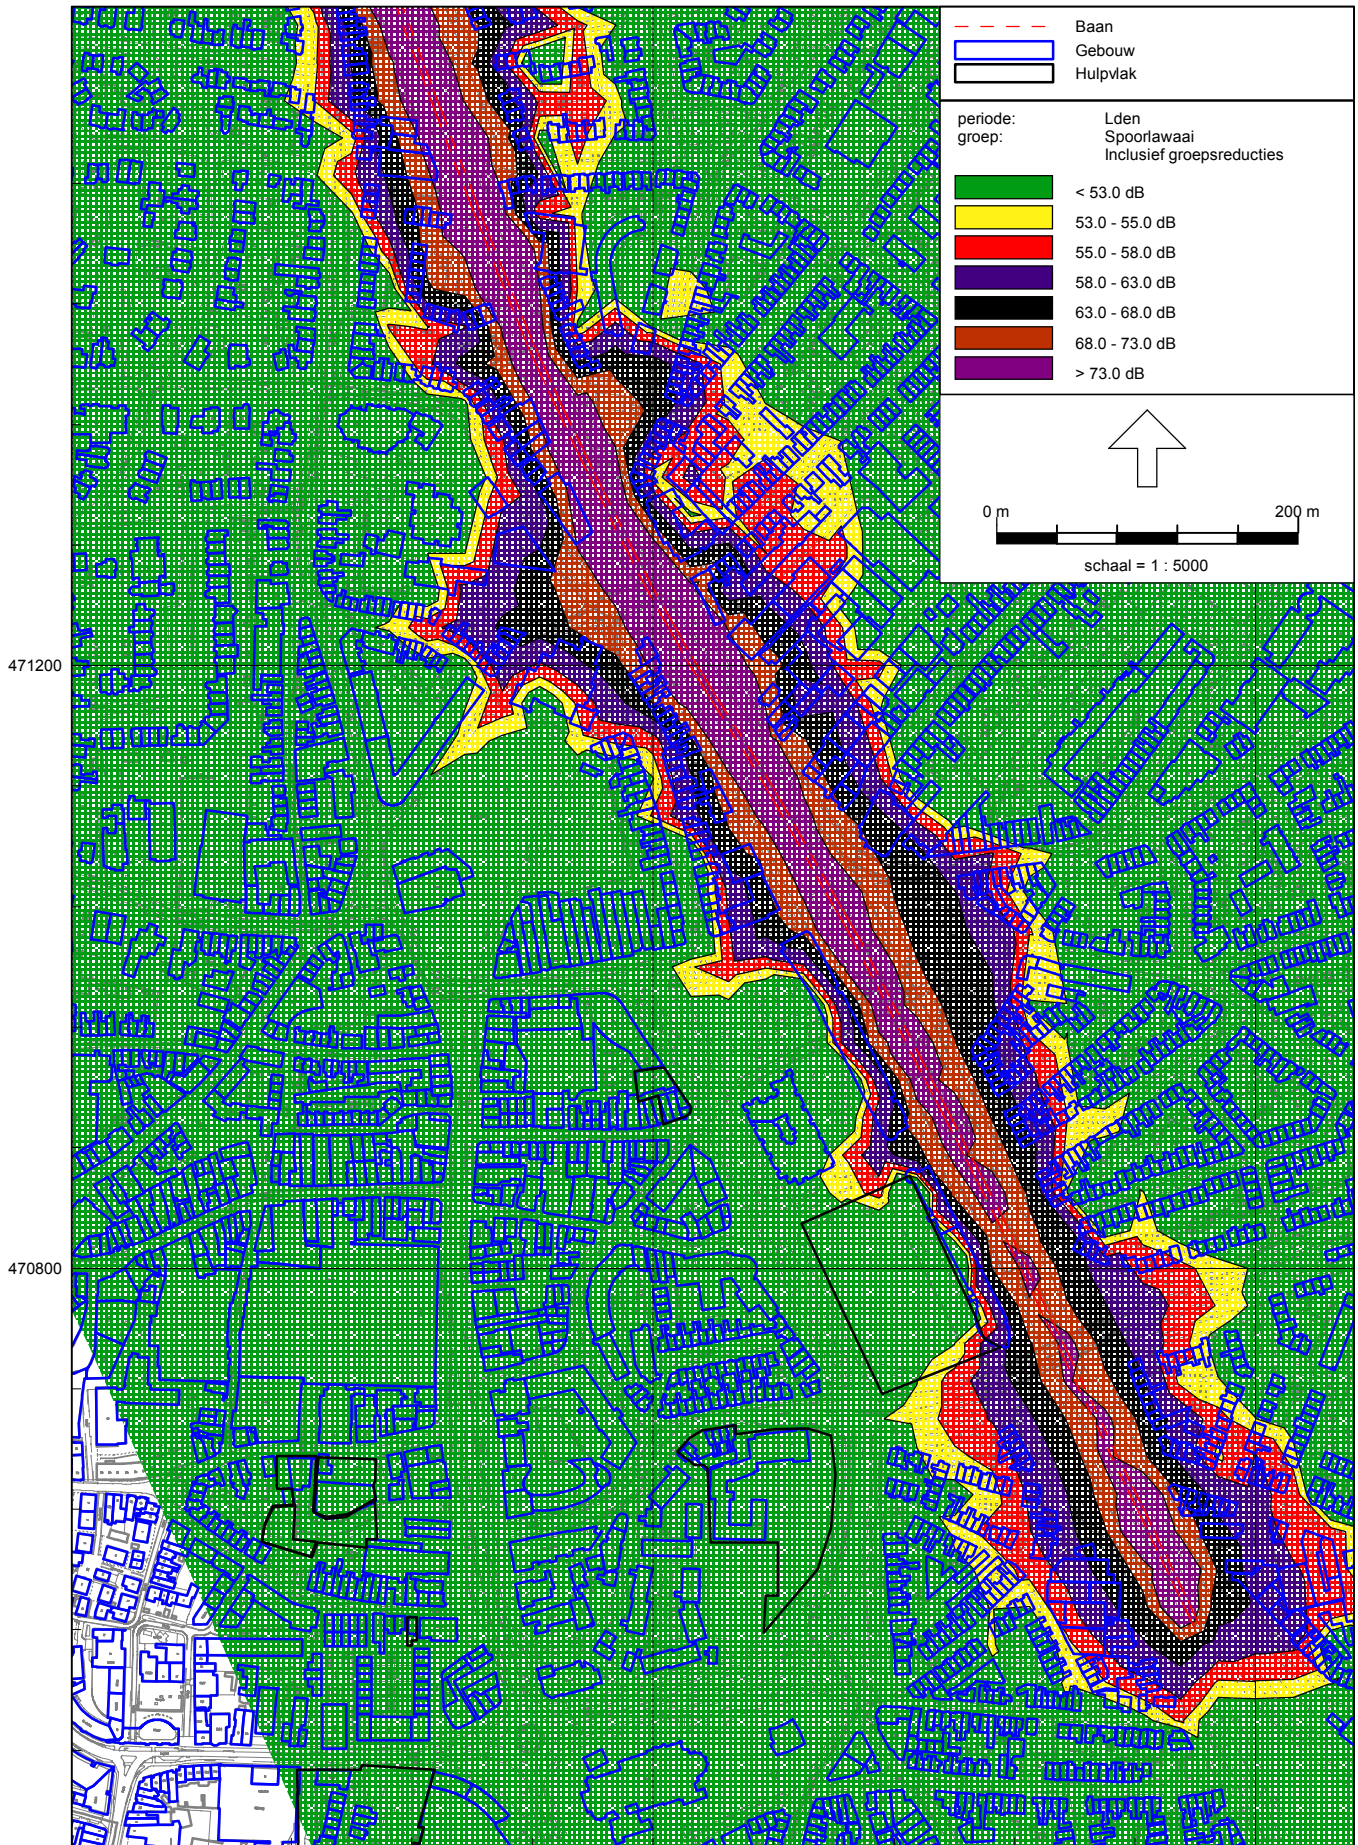 Baan
Gebouw
Hulpvlak
periode: Lden
groep: Spoorlawaai
Inclusief groepsreducties
< 53.0 dB
53.0 - 55.0 dB
55.0 - 58.0 dB
58.0 - 63.0 dB
63.0 - 68.0 dB
68.0 - 73.0 dB
> 73.0 dB
0 m 200 m
schaal = 1 : 5000
471200
470800